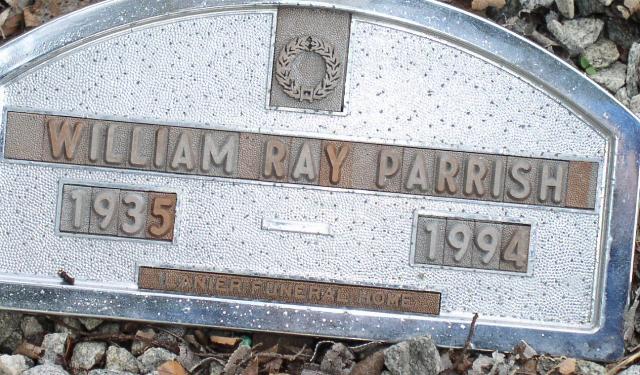 WILLIAM RAY PARRISH
1935 1994
LANIER FUNERAL HOME